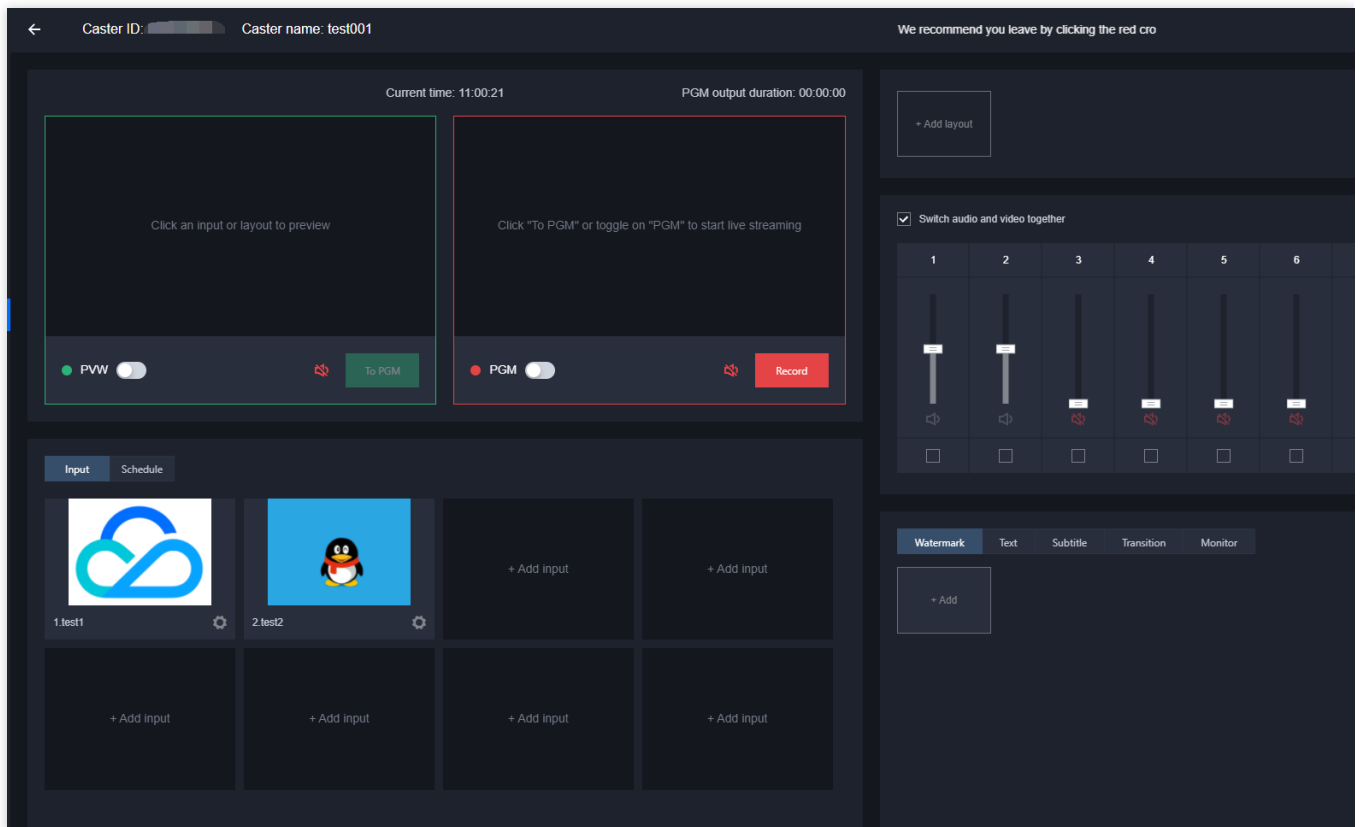 Caster ID:
Caster name: test001
We recommend you leave by clicking the red cro
Current time: 11:00:21
PGM output duration: 00:00:00
Click an input or layout to preview
Click "To PGM" or toggle on "PGM" to start live streaming
PVW
To PGM
PGM
Record
+ Add layout
Switch audio and video together
1 2 3 4 5 6
Input Schedule
1.test1
2.test2
+ Add input
+ Add input
+ Add input
+ Add input
+ Add input
+ Add input
Watermark Text Subtitle Transition Monitor
+ Add